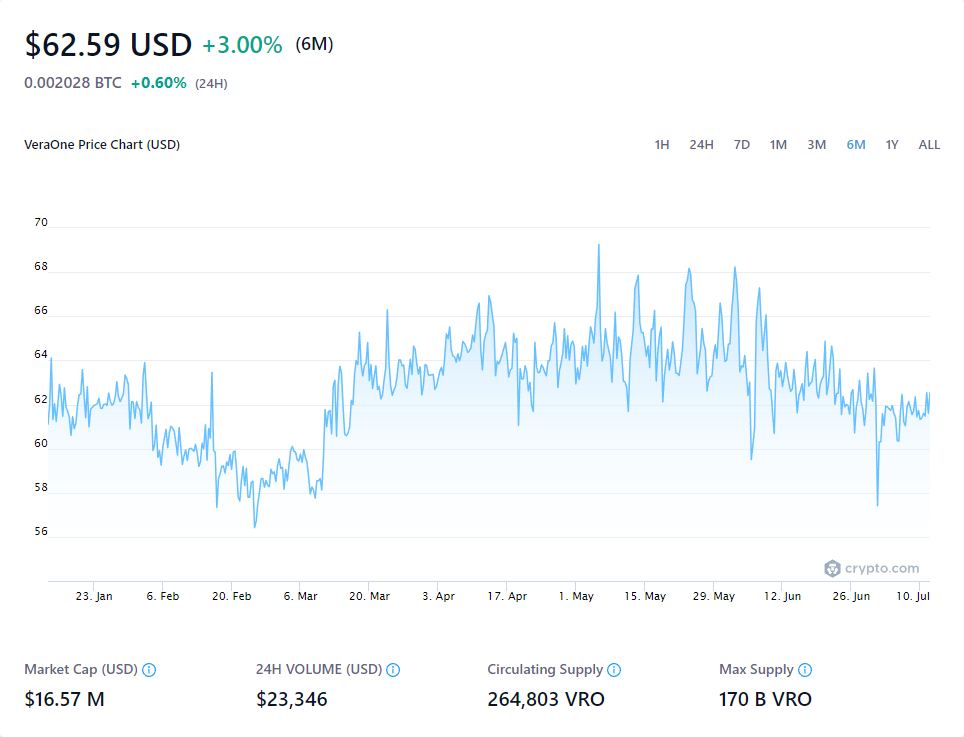 $62.59 USD +3.00% (6M)
0.002028 BTC +0.60% (24H)
VeraOne Price Chart (USD) 1H 24H 7D 1M 3M 6M 1Y ALL
70
68
66
64
62
60
58
56
crypto.com
23. Jan 6. Feb 20. Feb 6. Mar 20. Mar 3. Apr 17. Apr 1. May 15. May 29. May 12. Jun 26. Jun 10. Jul
Market Cap (USD) 24H VOLUME (USD) Circulating Supply Max Supply
$16.57 M $23,346 264,803 VRO 170 B VRO